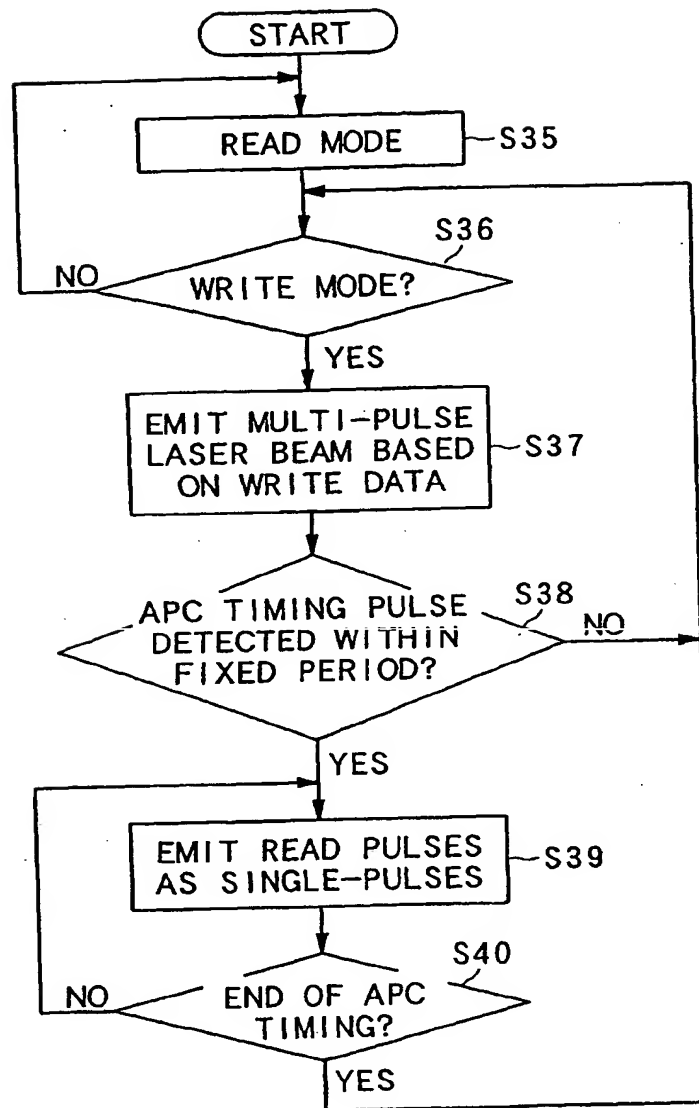 START
READ MODE
S35
S36
NO
WRITE MODE?
YES
EMIT MULTI-PULSE
LASER BEAM BASED
ON WRITE DATA
S37
S38
APC TIMING PULSE
DETECTED WITHIN
FIXED PERIOD?
NO
YES
EMIT READ PULSES
AS SINGLE-PULSES
S39
S40
NO
END OF APC
TIMING?
YES